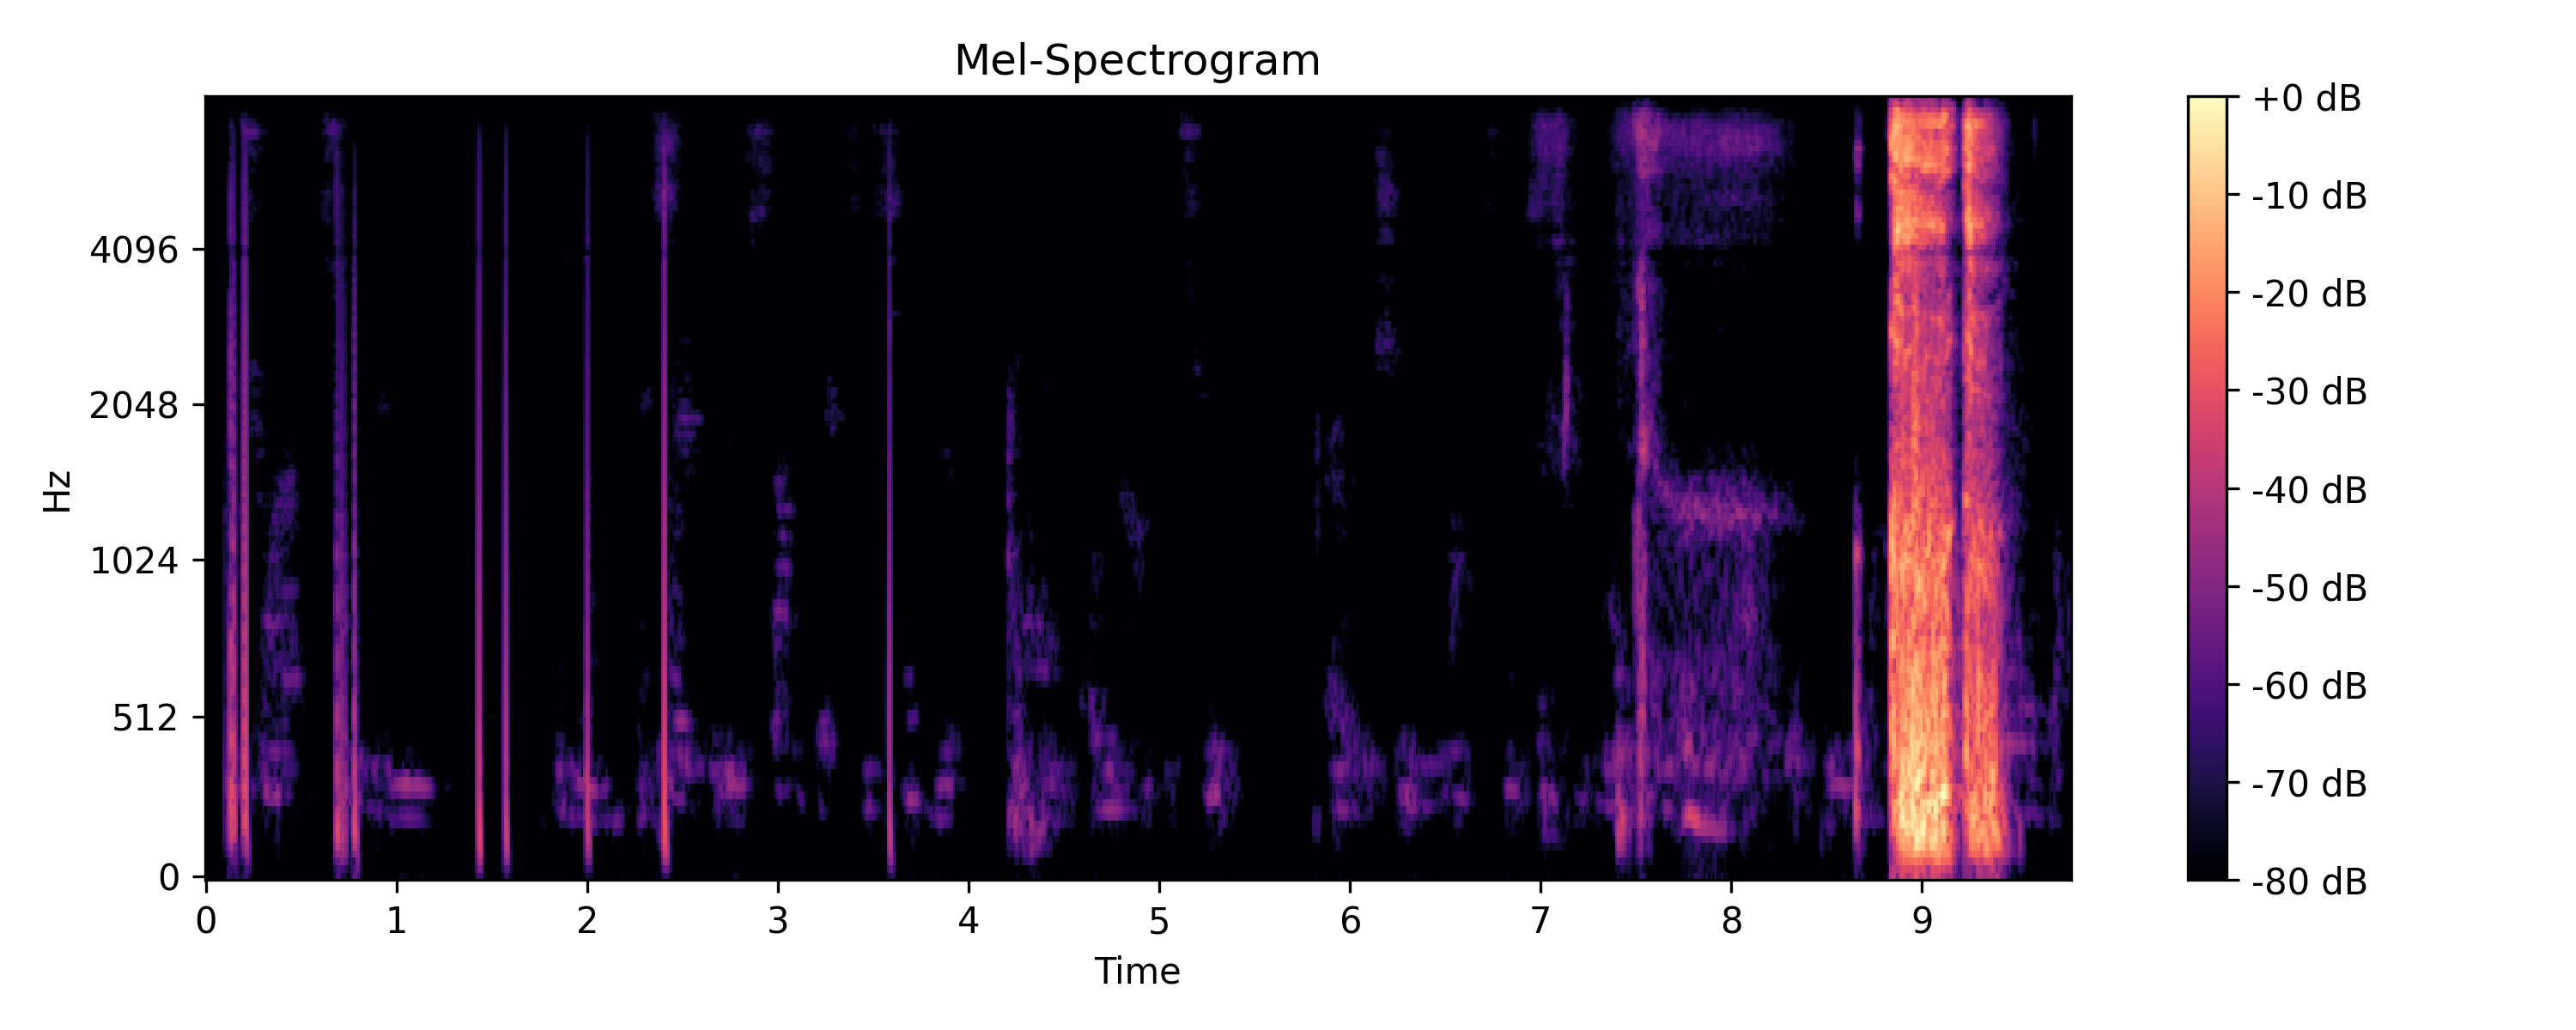 Mel-Spectrogram
+0 dB
-10 dB
-20 dB
-30 dB
-40 dB
-50 dB
-60 dB
-70 dB
-80 dB
Hz
4096
2048
1024
512
0
0 1 2 3 4 5 6 7 8 9
Time